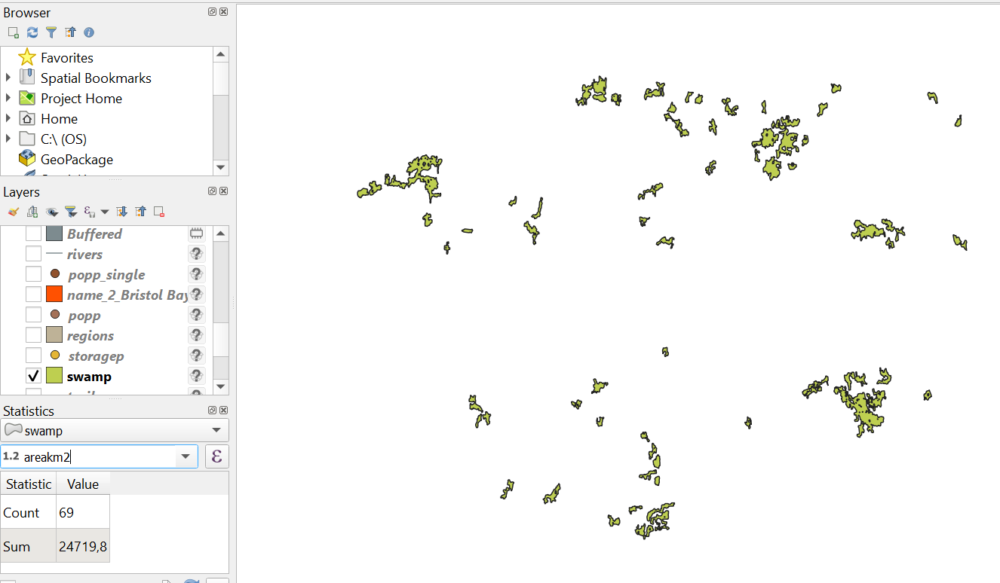 Browser
Favorites
Spatial Bookmarks
Project Home
Home
C:\ (OS)
GeoPackage
Layers
Buffered
rivers
popp_single
name_2_Bristol Bay
popp
regions
storagep
swamp
Statistics
swamp
1.2 areakm2
ε
Statistic Value
Count 69
Sum 24719,8